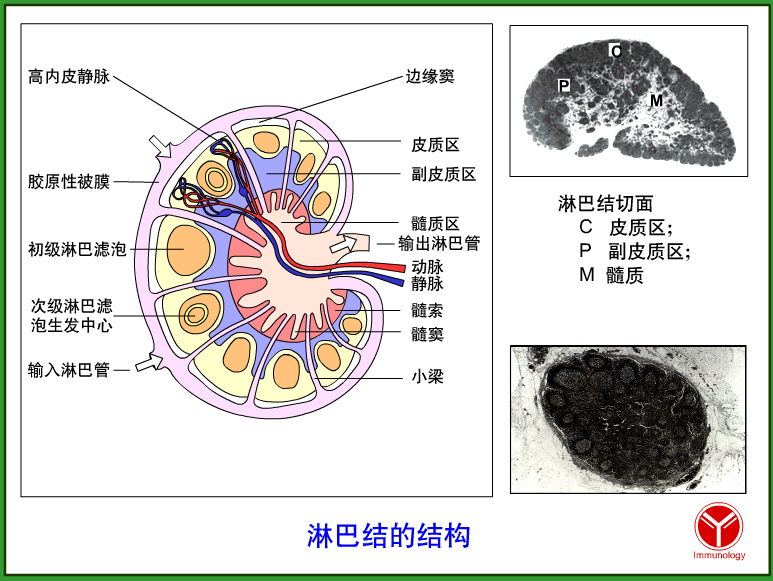 高内皮静脉
胶原性被膜
初级淋巴滤泡
次级淋巴滤
泡生发中心
输入淋巴管
边缘窦
皮质区
副皮质区
髓质区
输出淋巴管
动脉
静脉
髓索
髓窦
小梁
C
P
M
淋巴结切面
C 皮质区；
P 副皮质区；
M 髓质
淋巴结的结构
Immunology